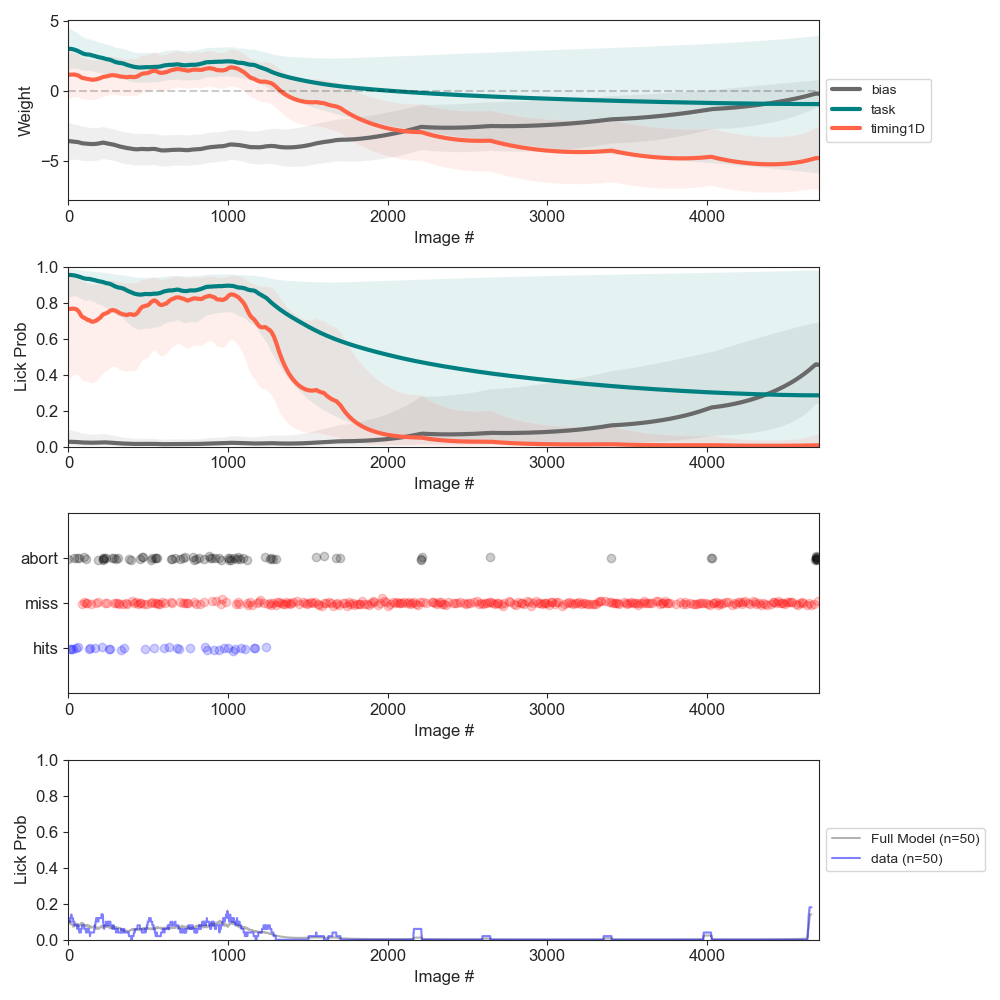 5
0
−5
Weight
0
1000
2000
3000
4000
Image #
bias
task
timing1D
1.0
0.8
0.6
0.4
0.2
0.0
Lick Prob
0
1000
2000
3000
4000
Image #
abort
miss
hits
0
1000
2000
3000
4000
Image #
1.0
0.8
0.6
0.4
0.2
0.0
Lick Prob
0
1000
2000
3000
4000
Image #
Full Model (n=50)
data (n=50)